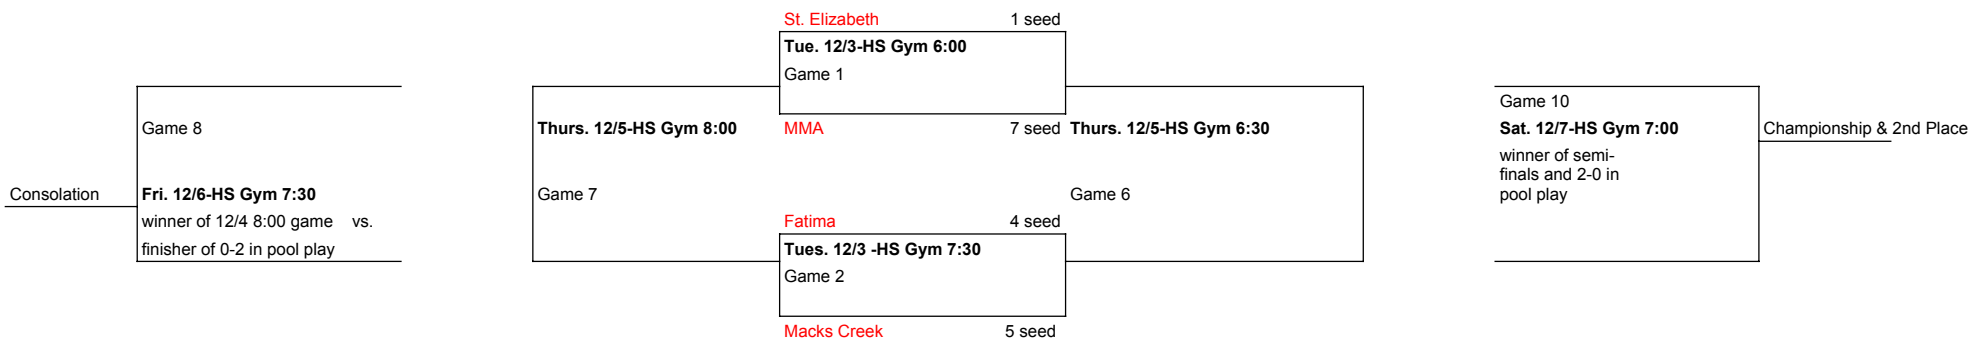 St. Elizabeth 1 seed
Tue. 12/3-HS Gym 6:00
Game 1
Game 10
Game 8
Thurs. 12/5-HS Gym 8:00
MMA 7 seed
Thurs. 12/5-HS Gym 6:30
Sat. 12/7-HS Gym 7:00
Championship & 2nd Place
winner of semi-
finals and 2-0 in
pool play
Consolation
Fri. 12/6-HS Gym 7:30
Game 7
Game 6
winner of 12/4 8:00 game vs.
finisher of 0-2 in pool play
Fatima 4 seed
Tues. 12/3 -HS Gym 7:30
Game 2
Macks Creek 5 seed